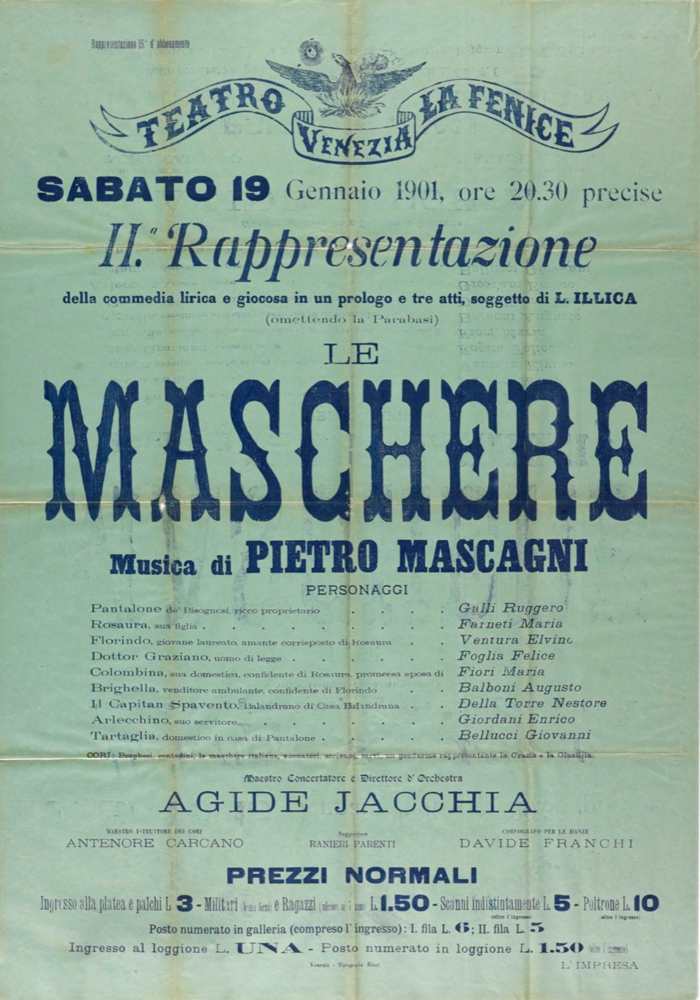 Rappresentazione 15.ª d' abbonamento
TEATRO LA FENICE
VENEZIA
SABATO 19 Gennaio 1901, ore 20.30 precise
II.ª Rappresentazione
della commedia lirica e giocosa in un prologo e tre atti, soggetto di L. ILLICA
(omettendo la Parabasi)
LE
MASCHERE
Musica di PIETRO MASCAGNI
PERSONAGGI
Pantalone de' Bisognosi, ricco proprietario . . . . Galli Ruggero
Rosaura, sua figlia . . . . . . . . Farneti Maria
Florindo, giovane laureato, amante corrisposto di Rosaura . . Ventura Elvino
Dottor Graziano, uomo di legge . . . . . . Foglia Felice
Colombina, sua domestica, confidente di Rosaura, promessa sposa di Fiori Maria
Brighella, venditore ambulante, confidente di Florindo . . Balboni Augusto
Il Capitan Spavento, Balandrano di Casa Balandrana . . Della Torre Nestore
Arlecchino, suo servitore . . . . . . . Giordani Enrico
Tartaglia, domestico in casa di Pantalone . . . . . Bellucci Giovanni
CORI: Borghesi, contadini, le maschere italiane, suonatori, scrivani, servi, un gendarme rappresentante la Grazia e la Giustizia.
Maestro Concertatore e Direttore d' Orchestra
AGIDE JACCHIA
MAESTRO ISTRUTTORE DEI CORI Suggeritore COREOGRAFO PER LE DANZE
ANTENORE CARCANO RANIERI PARENTI DAVIDE FRANCHI
PREZZI NORMALI
Ingresso alla platea e palchi L. 3 - Militari e Ragazzi L. 1.50 - Scanni indistintamente L. 5 - Poltrone L. 10
(oltre l' ingresso) (oltre l' ingresso)
Posto numerato in galleria (compreso l' ingresso): I. fila L. 6; II. fila L. 5
Ingresso al loggione L. UNA - Posto numerato in loggione L. 1.50 (oltre l' ingresso)
Venezia - Tipografia Rizzi
L' IMPRESA